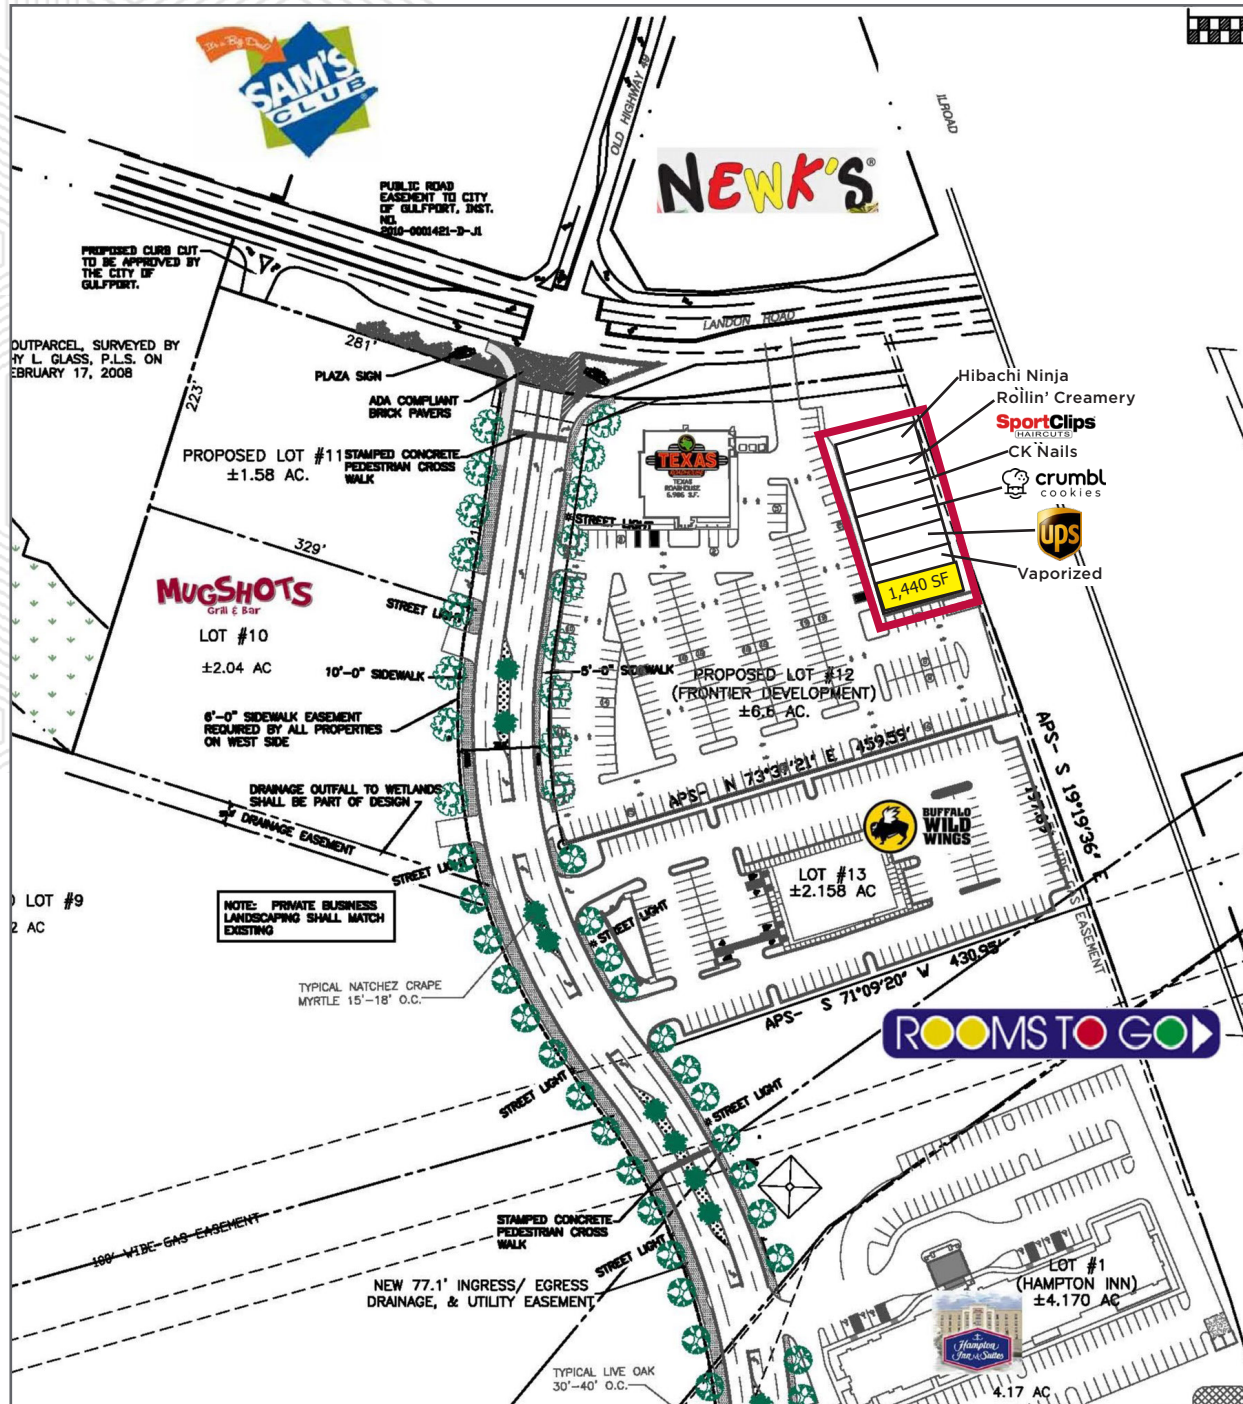 It's a Big Deal
SAM'S
CLUB
OLD HIGHWAY 49
ILROAD
NEWK'S®
PUBLIC ROAD
EASEMENT TO CITY
OF GULFPORT, INST.
NO.
2010-0001421-D-J1
PROPOSED CURB CUT
TO BE APPROVED BY
THE CITY OF
GULFPORT.
LANDON ROAD
OUTPARCEL, SURVEYED BY
HY L. GLASS, P.L.S. ON
EBRUARY 17, 2008
281'
223'
PLAZA SIGN
ADA COMPLIANT
BRICK PAVERS
Hibachi Ninja
Rollin' Creamery
SportClips
HAIRCUTS
CK Nails
crumbl
cookies
ups
Vaporized
1,440 SF
PROPOSED LOT #11
±1.58 AC.
STAMPED CONCRETE
PEDESTRIAN CROSS
WALK
TEXAS
ROADHOUSE
TEXAS
ROADHOUSE
6,986 S.F.
STREET LIGHT
329'
MUGSHOTS
Grill & Bar
LOT #10
±2.04 AC
STREET LIGHT
10'-0" SIDEWALK
5'-0" SIDEWALK
PROPOSED LOT #12
(FRONTIER DEVELOPMENT)
±6.6 AC.
6'-0" SIDEWALK EASEMENT
REQUIRED BY ALL PROPERTIES
ON WEST SIDE
APS- N 73°37'21" E 459.59'
APS- S 19°19'36" E
197.63'
DRAINAGE OUTFALL TO WETLANDS
SHALL BE PART OF DESIGN
DRAINAGE EASEMENT
BUFFALO
WILD
WINGS
STREET LIGHT
LOT #13
±2.158 AC
LOT #9
2 AC
NOTE: PRIVATE BUSINESS
LANDSCAPING SHALL MATCH
EXISTING
STREET LIGHT
GAS EASEMENT
TYPICAL NATCHEZ CRAPE
MYRTLE 15'-18' O.C.
APS- S 71°09'20" W 430.95'
ROOMS TO GO
STREET LIGHT
STREET LIGHT
100' WIDE GAS EASEMENT
STAMPED CONCRETE
PEDESTRIAN CROSS
WALK
STREET LIGHT
NEW 77.1' INGRESS/ EGRESS
DRAINAGE, & UTILITY EASEMENT
LOT #1
(HAMPTON INN)
±4.170 AC
Hampton
Inn & Suites
TYPICAL LIVE OAK
30'-40' O.C.
4.17 AC